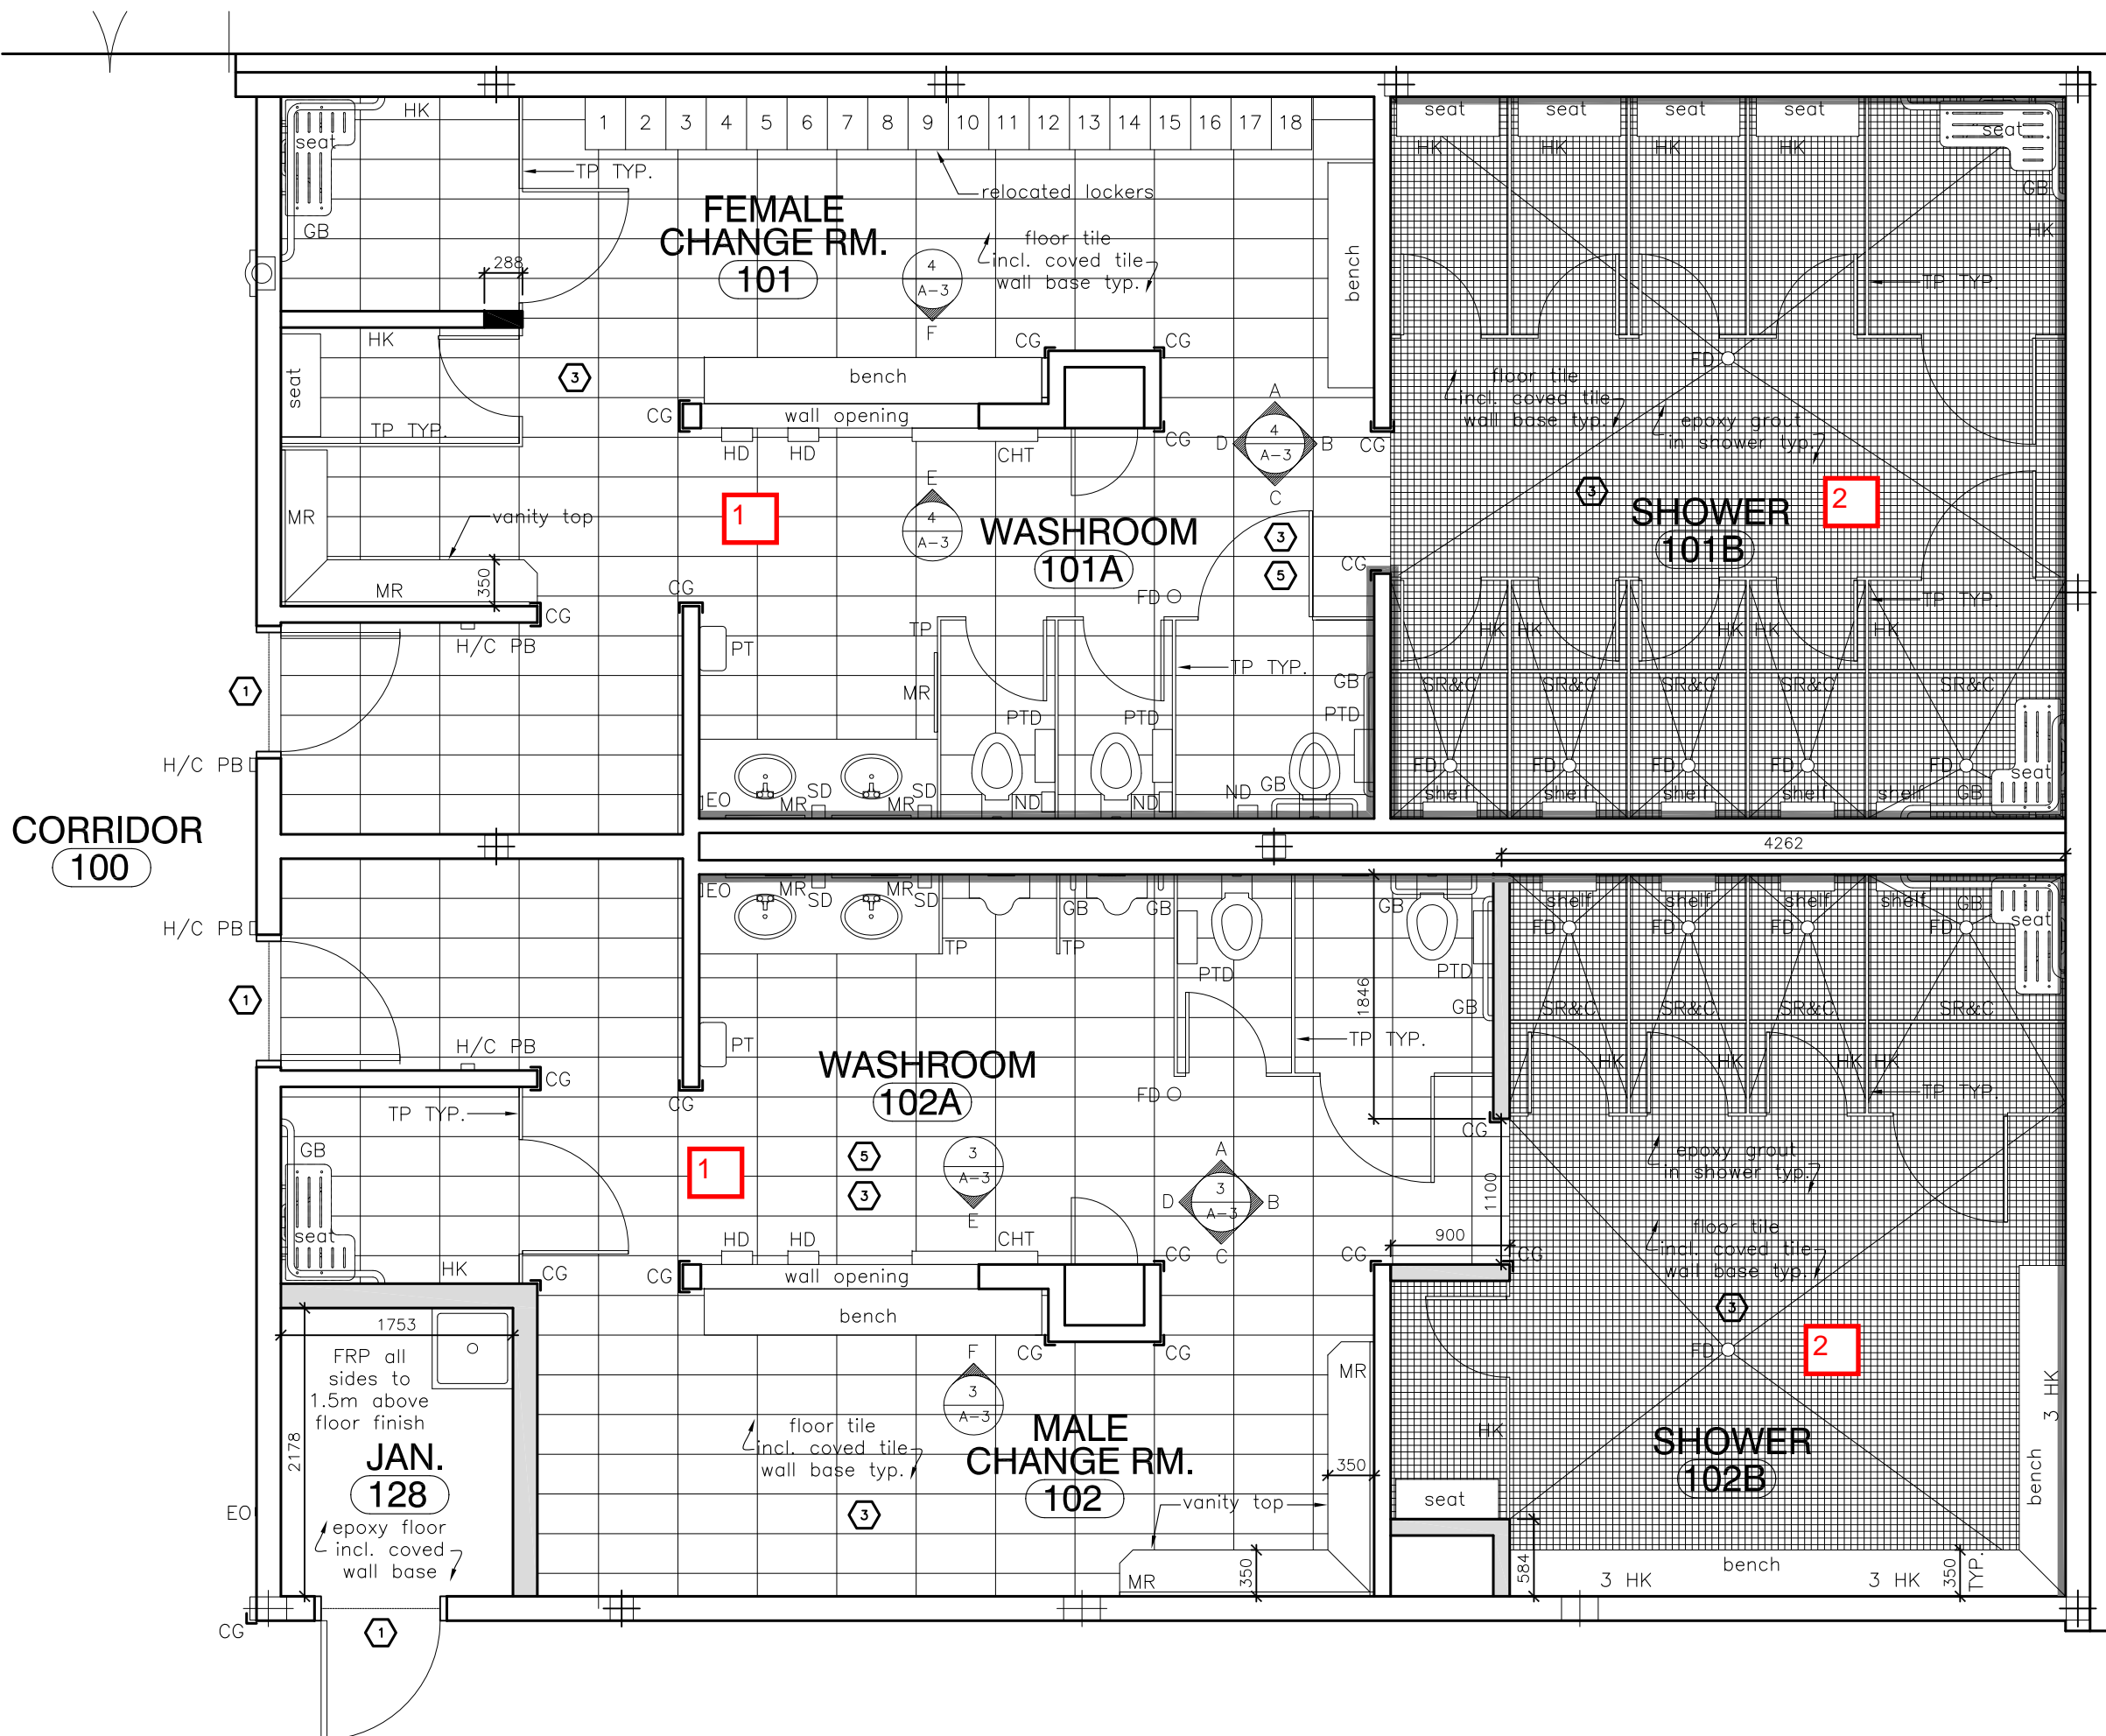 HK
seat
1 2 3 4 5 6 7 8 9 10 11 12 13 14 15 16 17 18
seat seat seat seat
seat
HK HK HK HK
TP TYP.
relocated lockers
GB
FEMALE
CHANGE RM.
101
GB
HK
floor tile
incl. coved tile
wall base typ.
4
A-3
F
288
bench
TP TYP
HK
CG
CG
FD
seat
3
bench
floor tile
incl. coved tile
wall base typ.
A
4
A-3
D
B
C
CG
wall opening
epoxy grout
in shower typ.
TP TYP.
HD
HD
CHT
CG
CG
E
4
A-3
3
2
MR
vanity top
1
WASHROOM
101A
3
5
SHOWER
101B
MR
350
CG
CG
CG
FD
TP TYP.
H/C PB
TP
HK HK HK HK HK
PT
TP TYP.
1
MR
GB
SR&C SR&C SR&C SR&C
PTD PTD PTD
H/C PB
FD FD FD FD FD
seat
EO
MR
SD
MR
SD
ND
ND
ND
GB
shelf shelf shelf shelf shelf
GB
CORRIDOR
100
4262
EO
MR
SD
MR
SD
GB
GB
GB
shelf shelf shelf
GB
H/C PB
TP
TP
FD FD FD FD
seat
PTD
PTD
1
1846
GB
SR&C SR&C SR&C SR&C
H/C PB
PT
TP TYP.
CG
WASHROOM
102A
HK HK HK HK
TP TYP.
CG
FD
TP TYP.
CG
GB
1
5
3
3
A-3
E
A
3
A-3
D
B
C
1100
epoxy grout
in shower typ.
seat
HD
HD
CHT
CG
CG
900
CG
floor tile
incl. coved tile
wall base typ.
HK
CG
CG
wall opening
bench
3
1753
2
FRP all
sides to
1.5m above
floor finish
CG
CG
FD
F
3
A-3
MR
3 HK
2178
JAN.
128
floor tile
incl. coved tile
wall base typ.
MALE
CHANGE RM.
102
350
HK
SHOWER
102B
bench
EO
3
vanity top
seat
epoxy floor
incl. coved
wall base
MR
350
584
3 HK
bench
3 HK
350
TYP.
CG
1